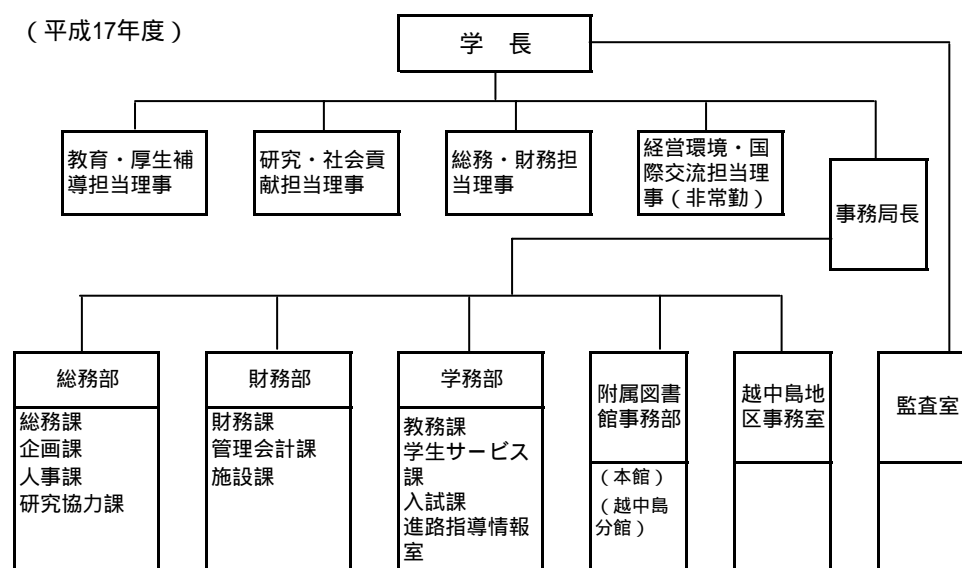 （平成17年度）
学　長
教育・厚生補
導担当理事
研究・社会貢
献担当理事
総務・財務担
当理事
経営環境・国
際交流担当理
事（非常勤）
事務局長
総務部
総務課
企画課
人事課
研究協力課
財務部
財務課
管理会計課
施設課
学務部
教務課
学生サービス
課
入試課
進路指導情報
室
附属図書
館事務部
（本館）
（越中島
分館）
越中島地
区事務室
監査室